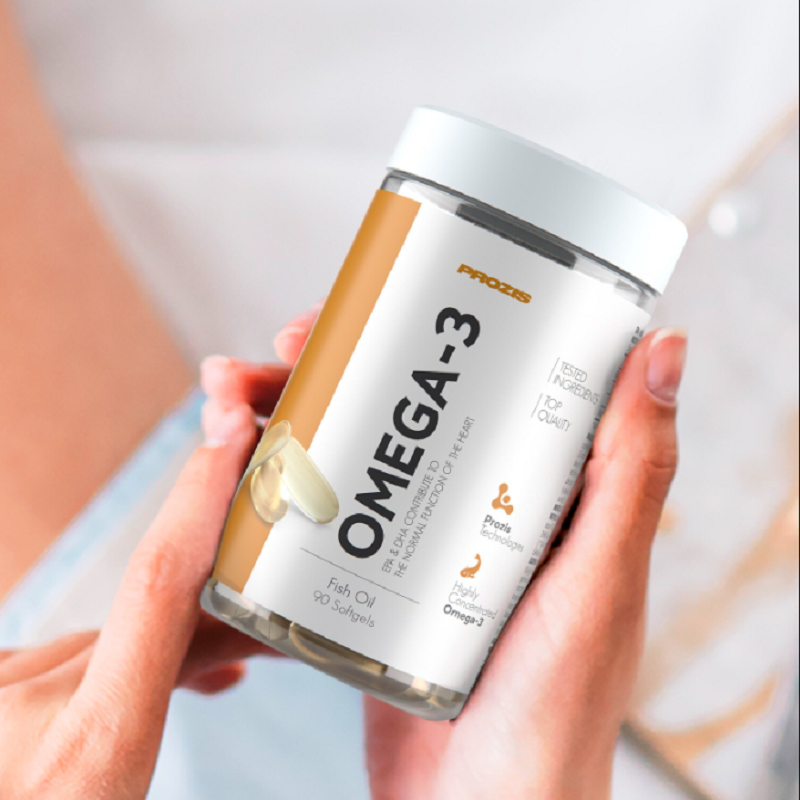 PROZIS
OMEGA-3
EPA & DHA CONTRIBUTE TO
THE NORMAL FUNCTION OF THE HEART
Fish Oil
90 Softgels
TESTED
INGREDIENTS
TOP
QUALITY
Prozis
Technologies
Highly
Concentrated
Omega-3